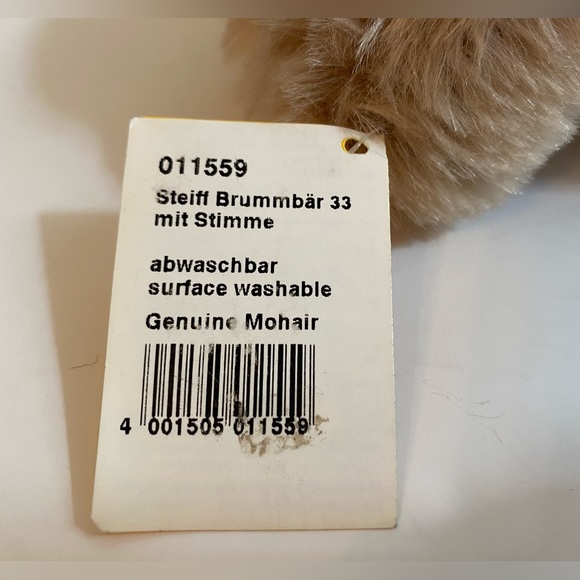 011559
Steiff Brummbär 33
mit Stimme
abwaschbar
surface washable
Genuine Mohair
4 001505 011559